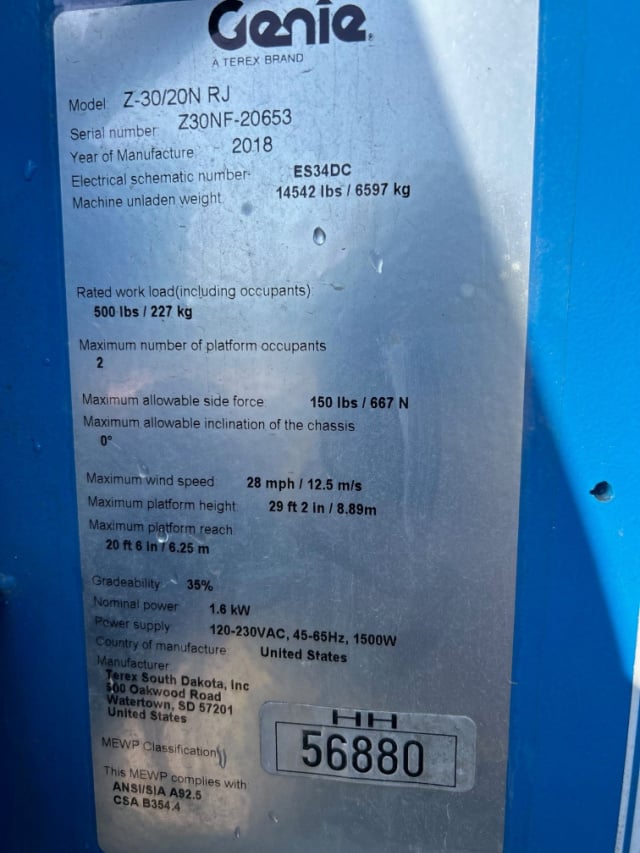 Genie
A TEREX BRAND
Model Z-30/20N RJ
Serial number Z30NF-20653
Year of Manufacture 2018
Electrical schematic number ES34DC
Machine unladen weight 14542 lbs / 6597 kg
Rated work load(including occupants)
500 lbs / 227 kg
Maximum number of platform occupants
2
Maximum allowable side force 150 lbs / 667 N
Maximum allowable inclination of the chassis
0°
Maximum wind speed 28 mph / 12.5 m/s
Maximum platform height 29 ft 2 in / 8.89m
Maximum platform reach
20 ft 6 in / 6.25 m
Gradeability 35%
Nominal power 1.6 kW
Power supply 120-230VAC, 45-65Hz, 1500W
Country of manufacture United States
Manufacturer
Terex South Dakota, Inc
500 Oakwood Road
Watertown, SD 57201
United States
MEWP Classification
HH
56880
This MEWP complies with
ANSI/SIA A92.5
CSA B354.4